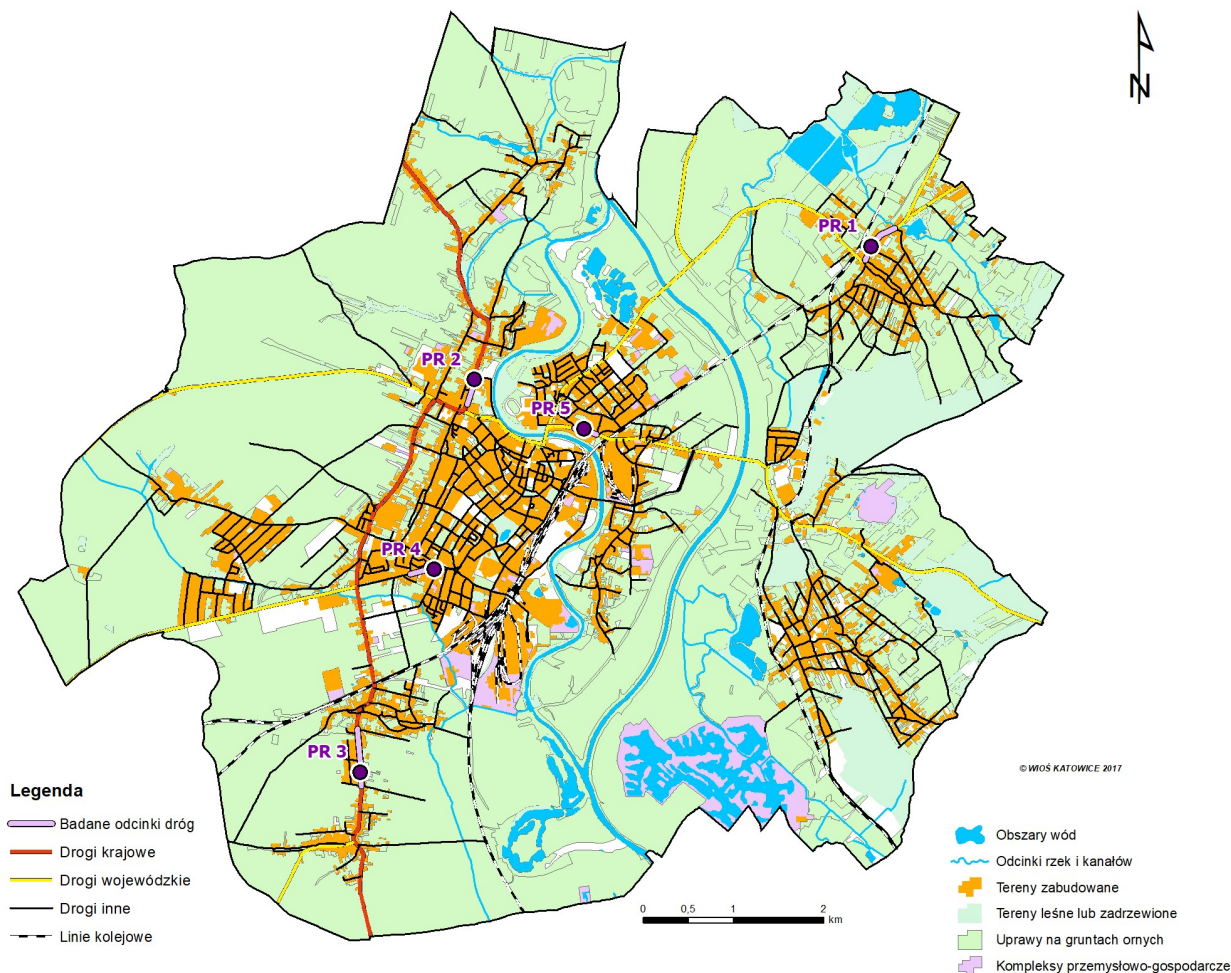 N
PR 1
PR 2
PR 5
PR 4
PR 3
© WIOŚ KATOWICE 2017
Legenda
Badane odcinki dróg
Drogi krajowe
Drogi wojewódzkie
Drogi inne
Linie kolejowe
0 0,5 1 2
km
Obszary wód
Odcinki rzek i kanałów
Tereny zabudowane
Tereny leśne lub zadrzewione
Uprawy na gruntach ornych
Kompleksy przemysłowo-gospodarcze